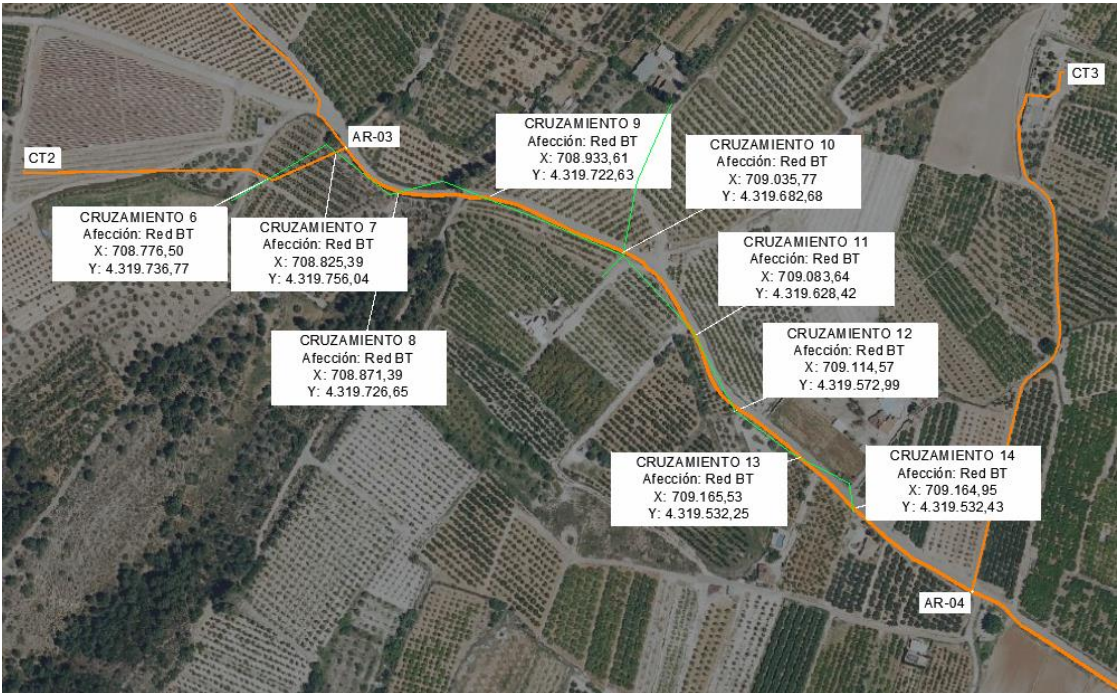 CT3
CRUZAMIENTO 9
Afección: Red BT
X: 708.933,61
Y: 4.319.722,63
AR-03
CRUZAMIENTO 10
Afección: Red BT
X: 709.035,77
Y: 4.319.682,68
CT2
CRUZAMIENTO 6
Afección: Red BT
X: 708.776,50
Y: 4.319.736,77
CRUZAMIENTO 7
Afección: Red BT
X: 708.825,39
Y: 4.319.756,04
CRUZAMIENTO 11
Afección: Red BT
X: 709.083,64
Y: 4.319.628,42
CRUZAMIENTO 8
Afección: Red BT
X: 708.871,39
Y: 4.319.726,65
CRUZAMIENTO 12
Afección: Red BT
X: 709.114,57
Y: 4.319.572,99
CRUZAMIENTO 13
Afección: Red BT
X: 709.165,53
Y: 4.319.532,25
CRUZAMIENTO 14
Afección: Red BT
X: 709.164,95
Y: 4.319.532,43
AR-04